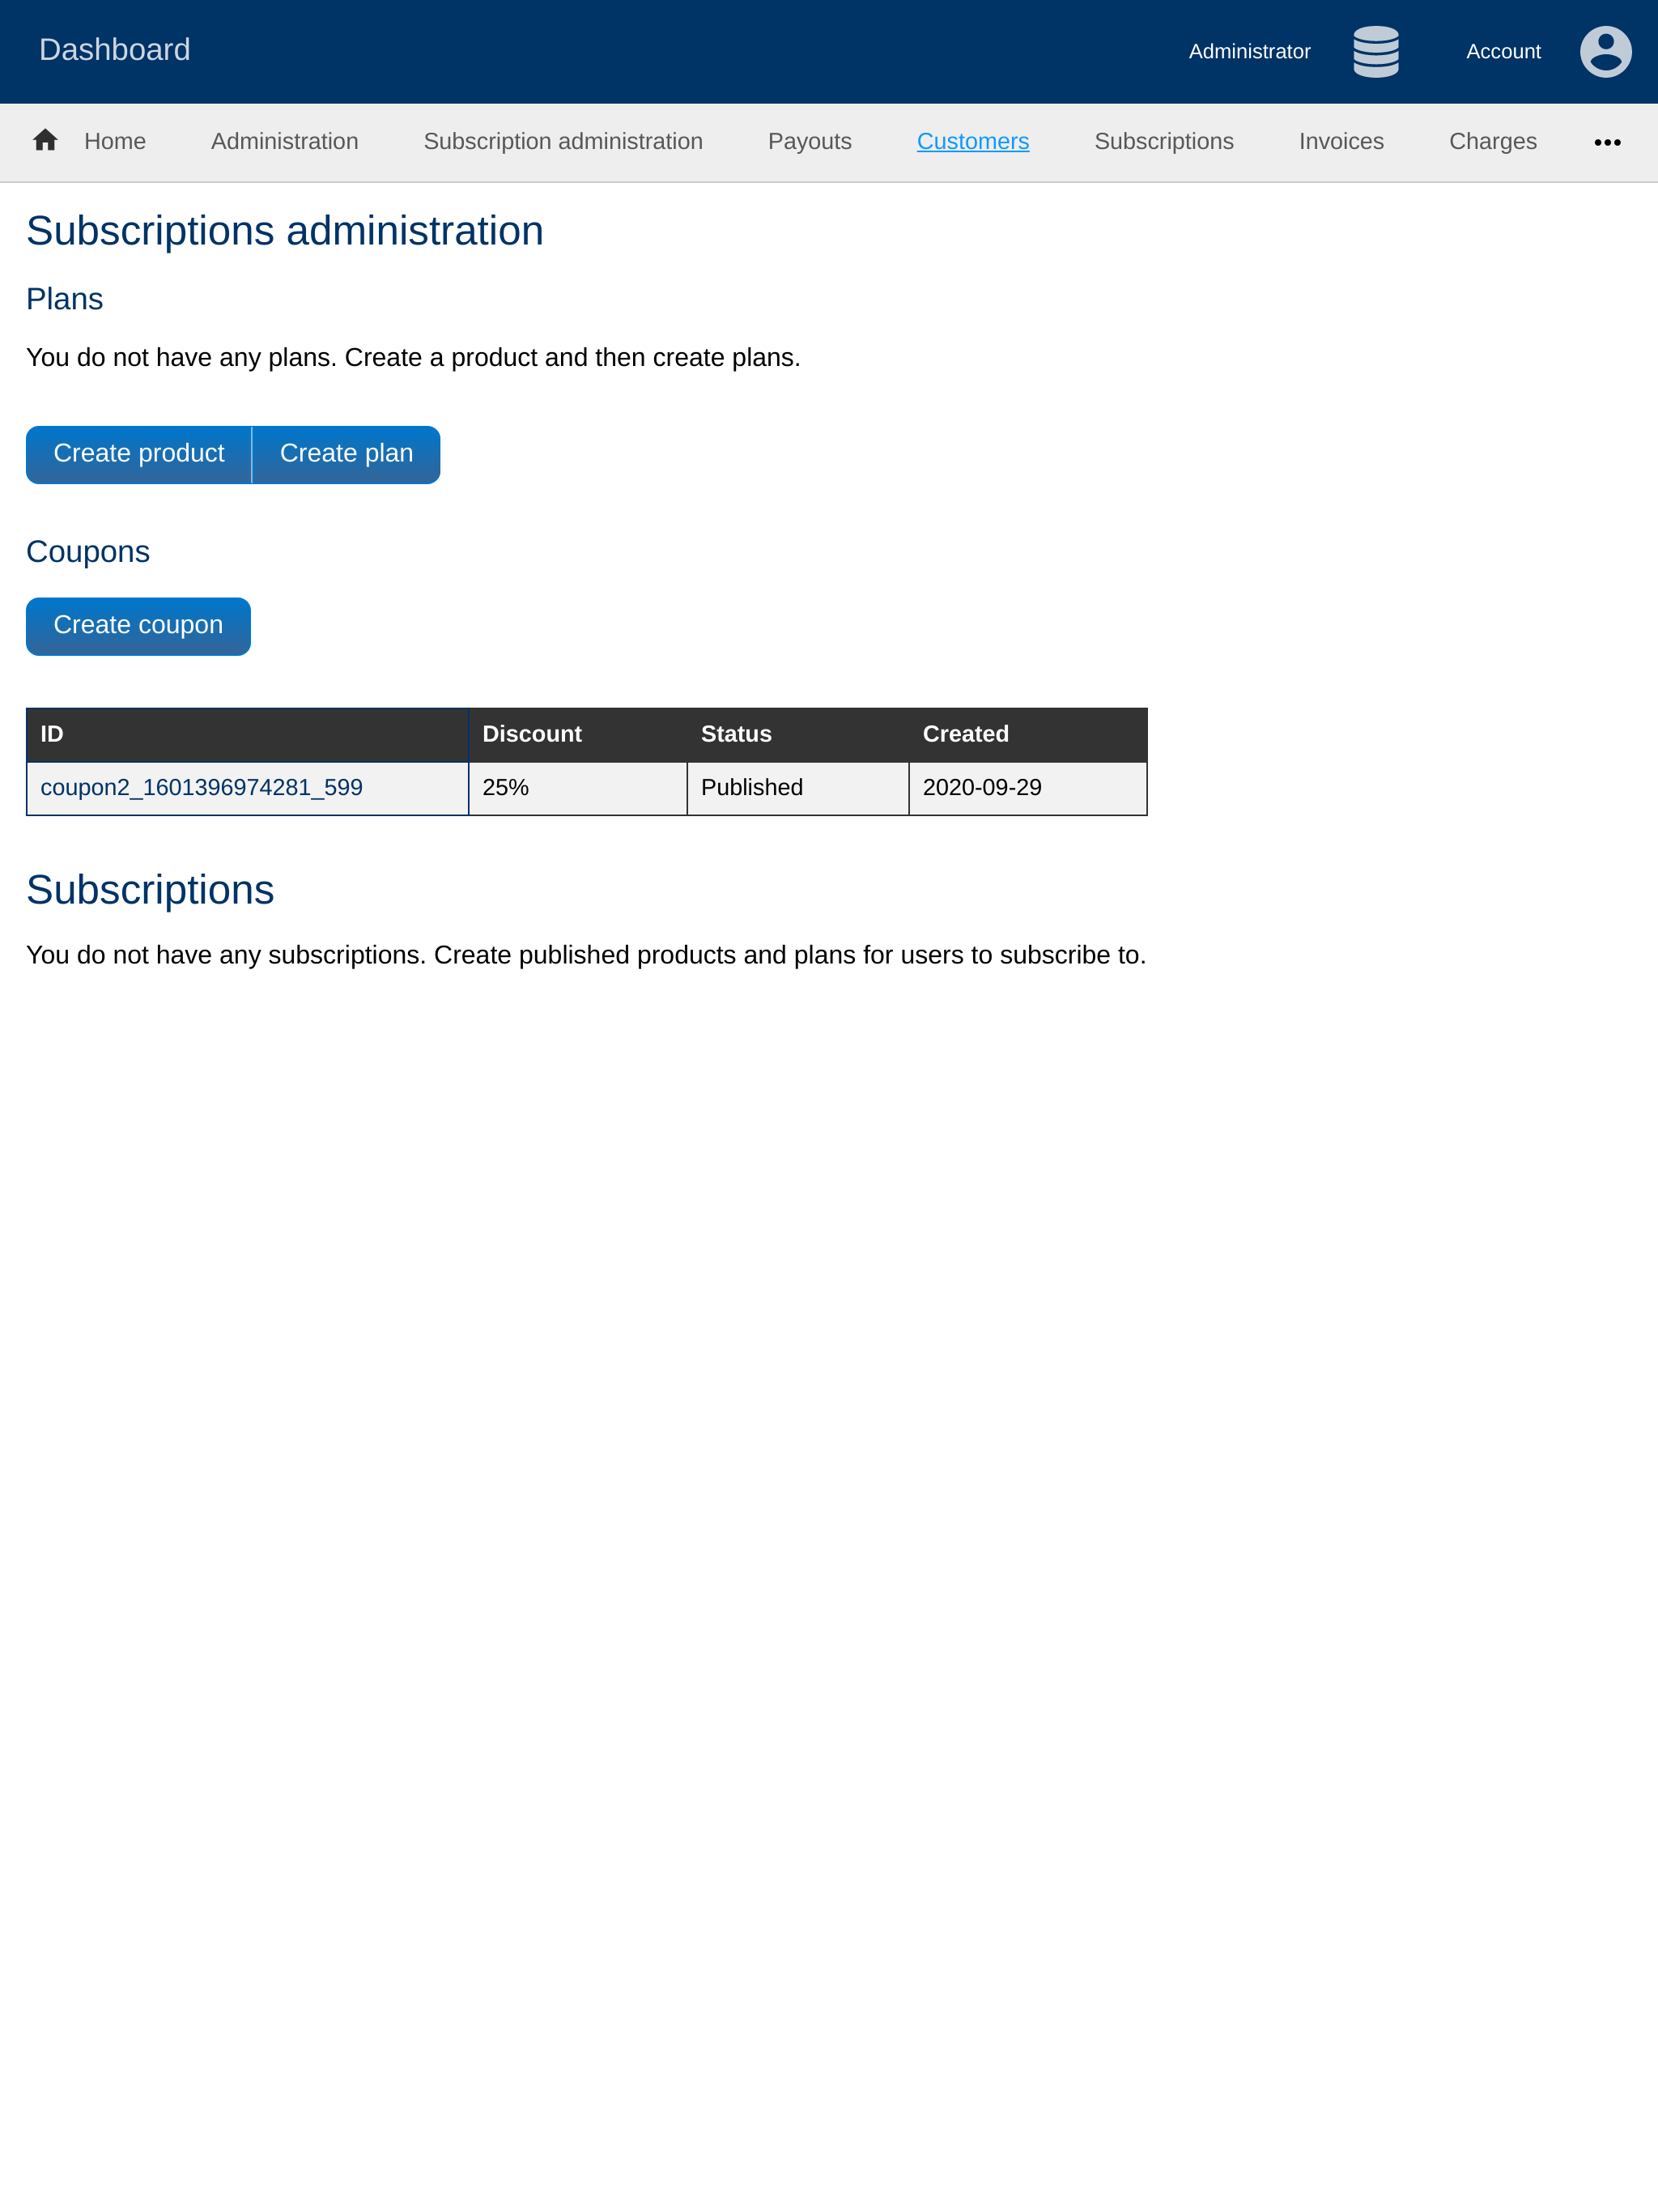 Dashboard
Administrator
Account
Home Administration Subscription administration Payouts Customers Subscriptions Invoices Charges •••
Subscriptions administration
Plans
You do not have any plans. Create a product and then create plans.
Create product Create plan
Coupons
Create coupon
ID Discount Status Created
coupon2_1601396974281_599 25% Published 2020-09-29
Subscriptions
You do not have any subscriptions. Create published products and plans for users to subscribe to.